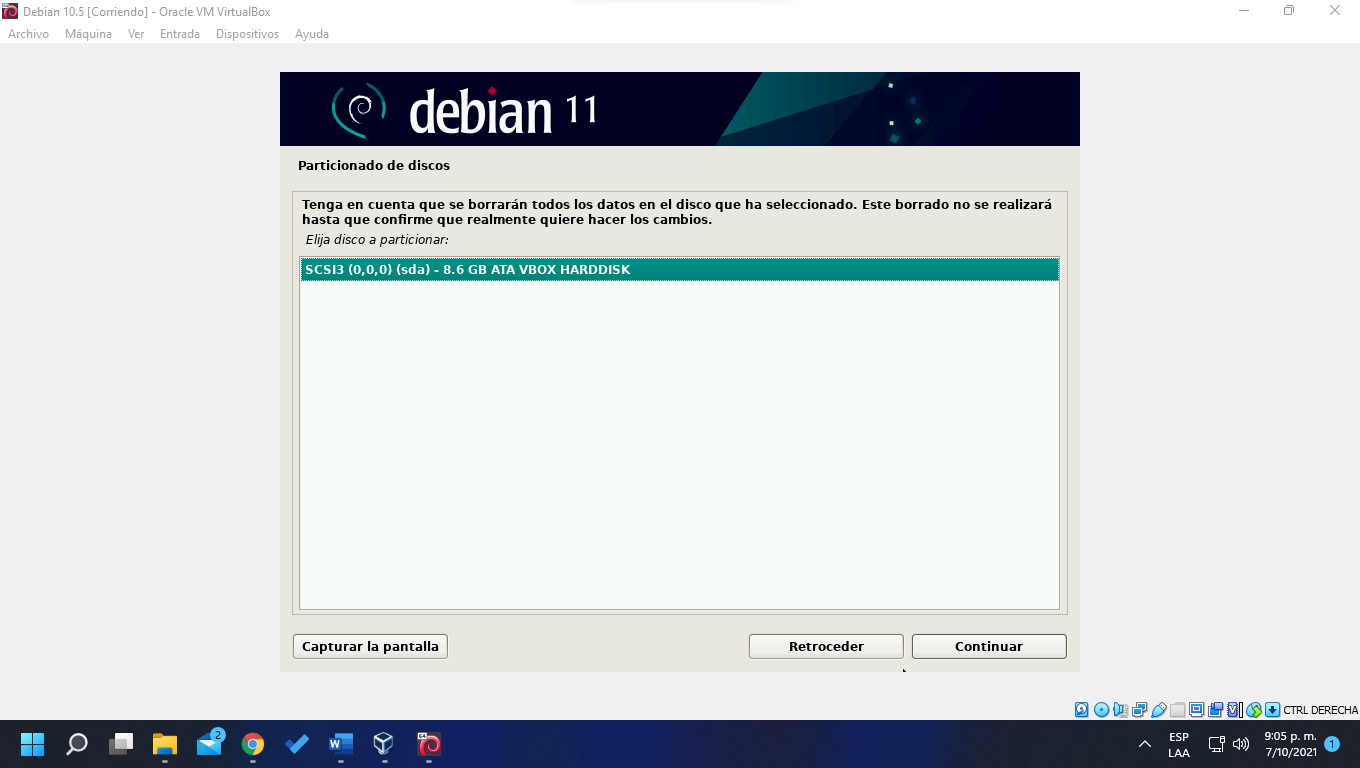 Debian 10.5 [Corriendo] - Oracle VM VirtualBox
Archivo Máquina Ver Entrada Dispositivos Ayuda
debian 11
Particionado de discos
Tenga en cuenta que se borrarán todos los datos en el disco que ha seleccionado. Este borrado no se realizará
hasta que confirme que realmente quiere hacer los cambios.
Elija disco a particionar:
SCSI3 (0,0,0) (sda) - 8.6 GB ATA VBOX HARDDISK
Capturar la pantalla Retroceder Continuar
CTRL DERECHA
2
W
64
ESP
LAA
9:05 p. m.
7/10/2021
1